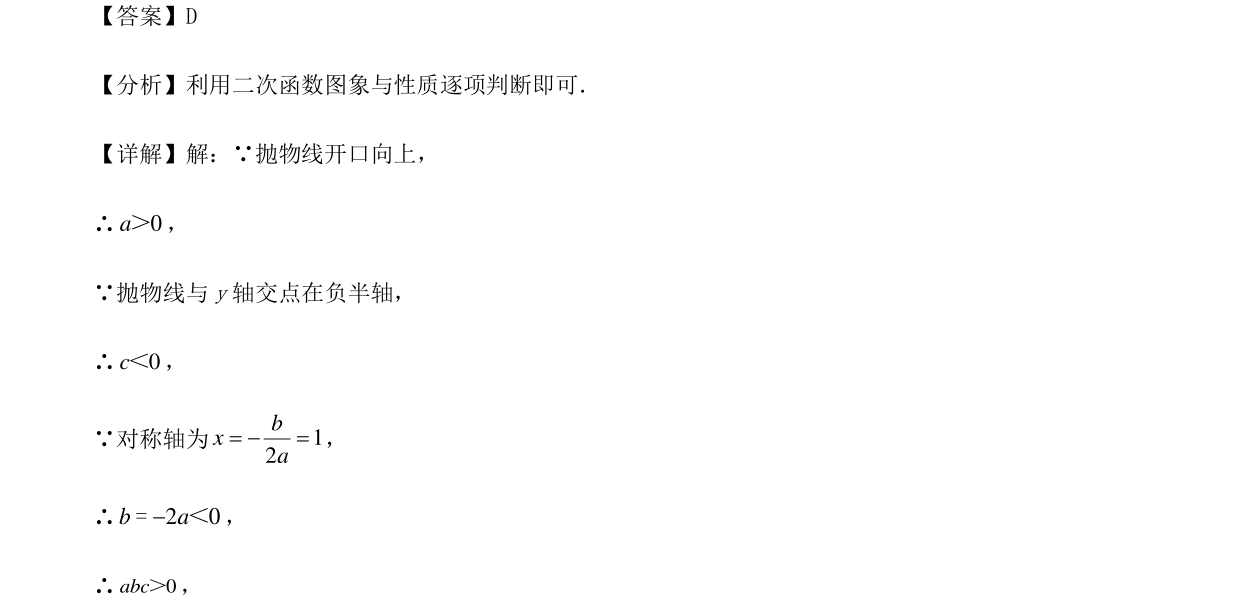 【答案】D
【分析】利用二次函数图象与性质逐项判断即可.
【详解】解：∵抛物线开口向上，
∴a＞0，
∵抛物线与 y 轴交点在负半轴，
∴c＜0，
∵对称轴为 x = -\frac{b}{2a} = 1，
∴b = -2a＜0，
∴abc＞0，